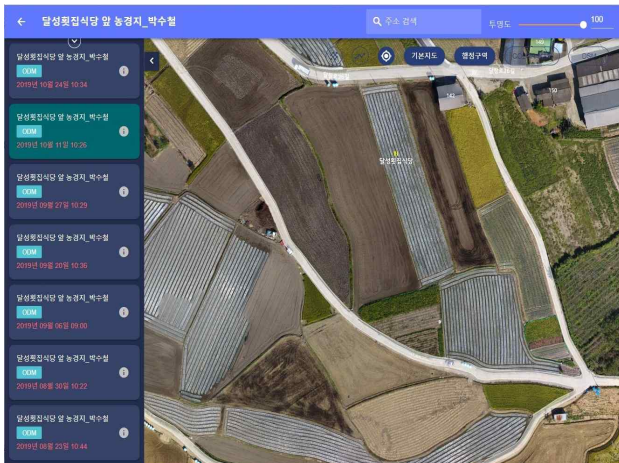 달성횟집식당 앞 농경지_박수철
주소 검색
투명도
100
달성횟집식당 앞 농경지_박수철
ODM
2019년 10월 24일 10:34
달성횟집식당 앞 농경지_박수철
ODM
2019년 10월 11일 10:26
달성횟집식당 앞 농경지_박수철
ODM
2019년 09월 27일 10:29
달성횟집식당 앞 농경지_박수철
ODM
2019년 09월 20일 10:36
달성횟집식당 앞 농경지_박수철
ODM
2019년 09월 06일 09:00
달성횟집식당 앞 농경지_박수철
ODM
2019년 08월 30일 10:22
달성횟집식당 앞 농경지_박수철
ODM
2019년 08월 23일 10:44
기본지도
행정구역
149
142
150
달성횟집식당